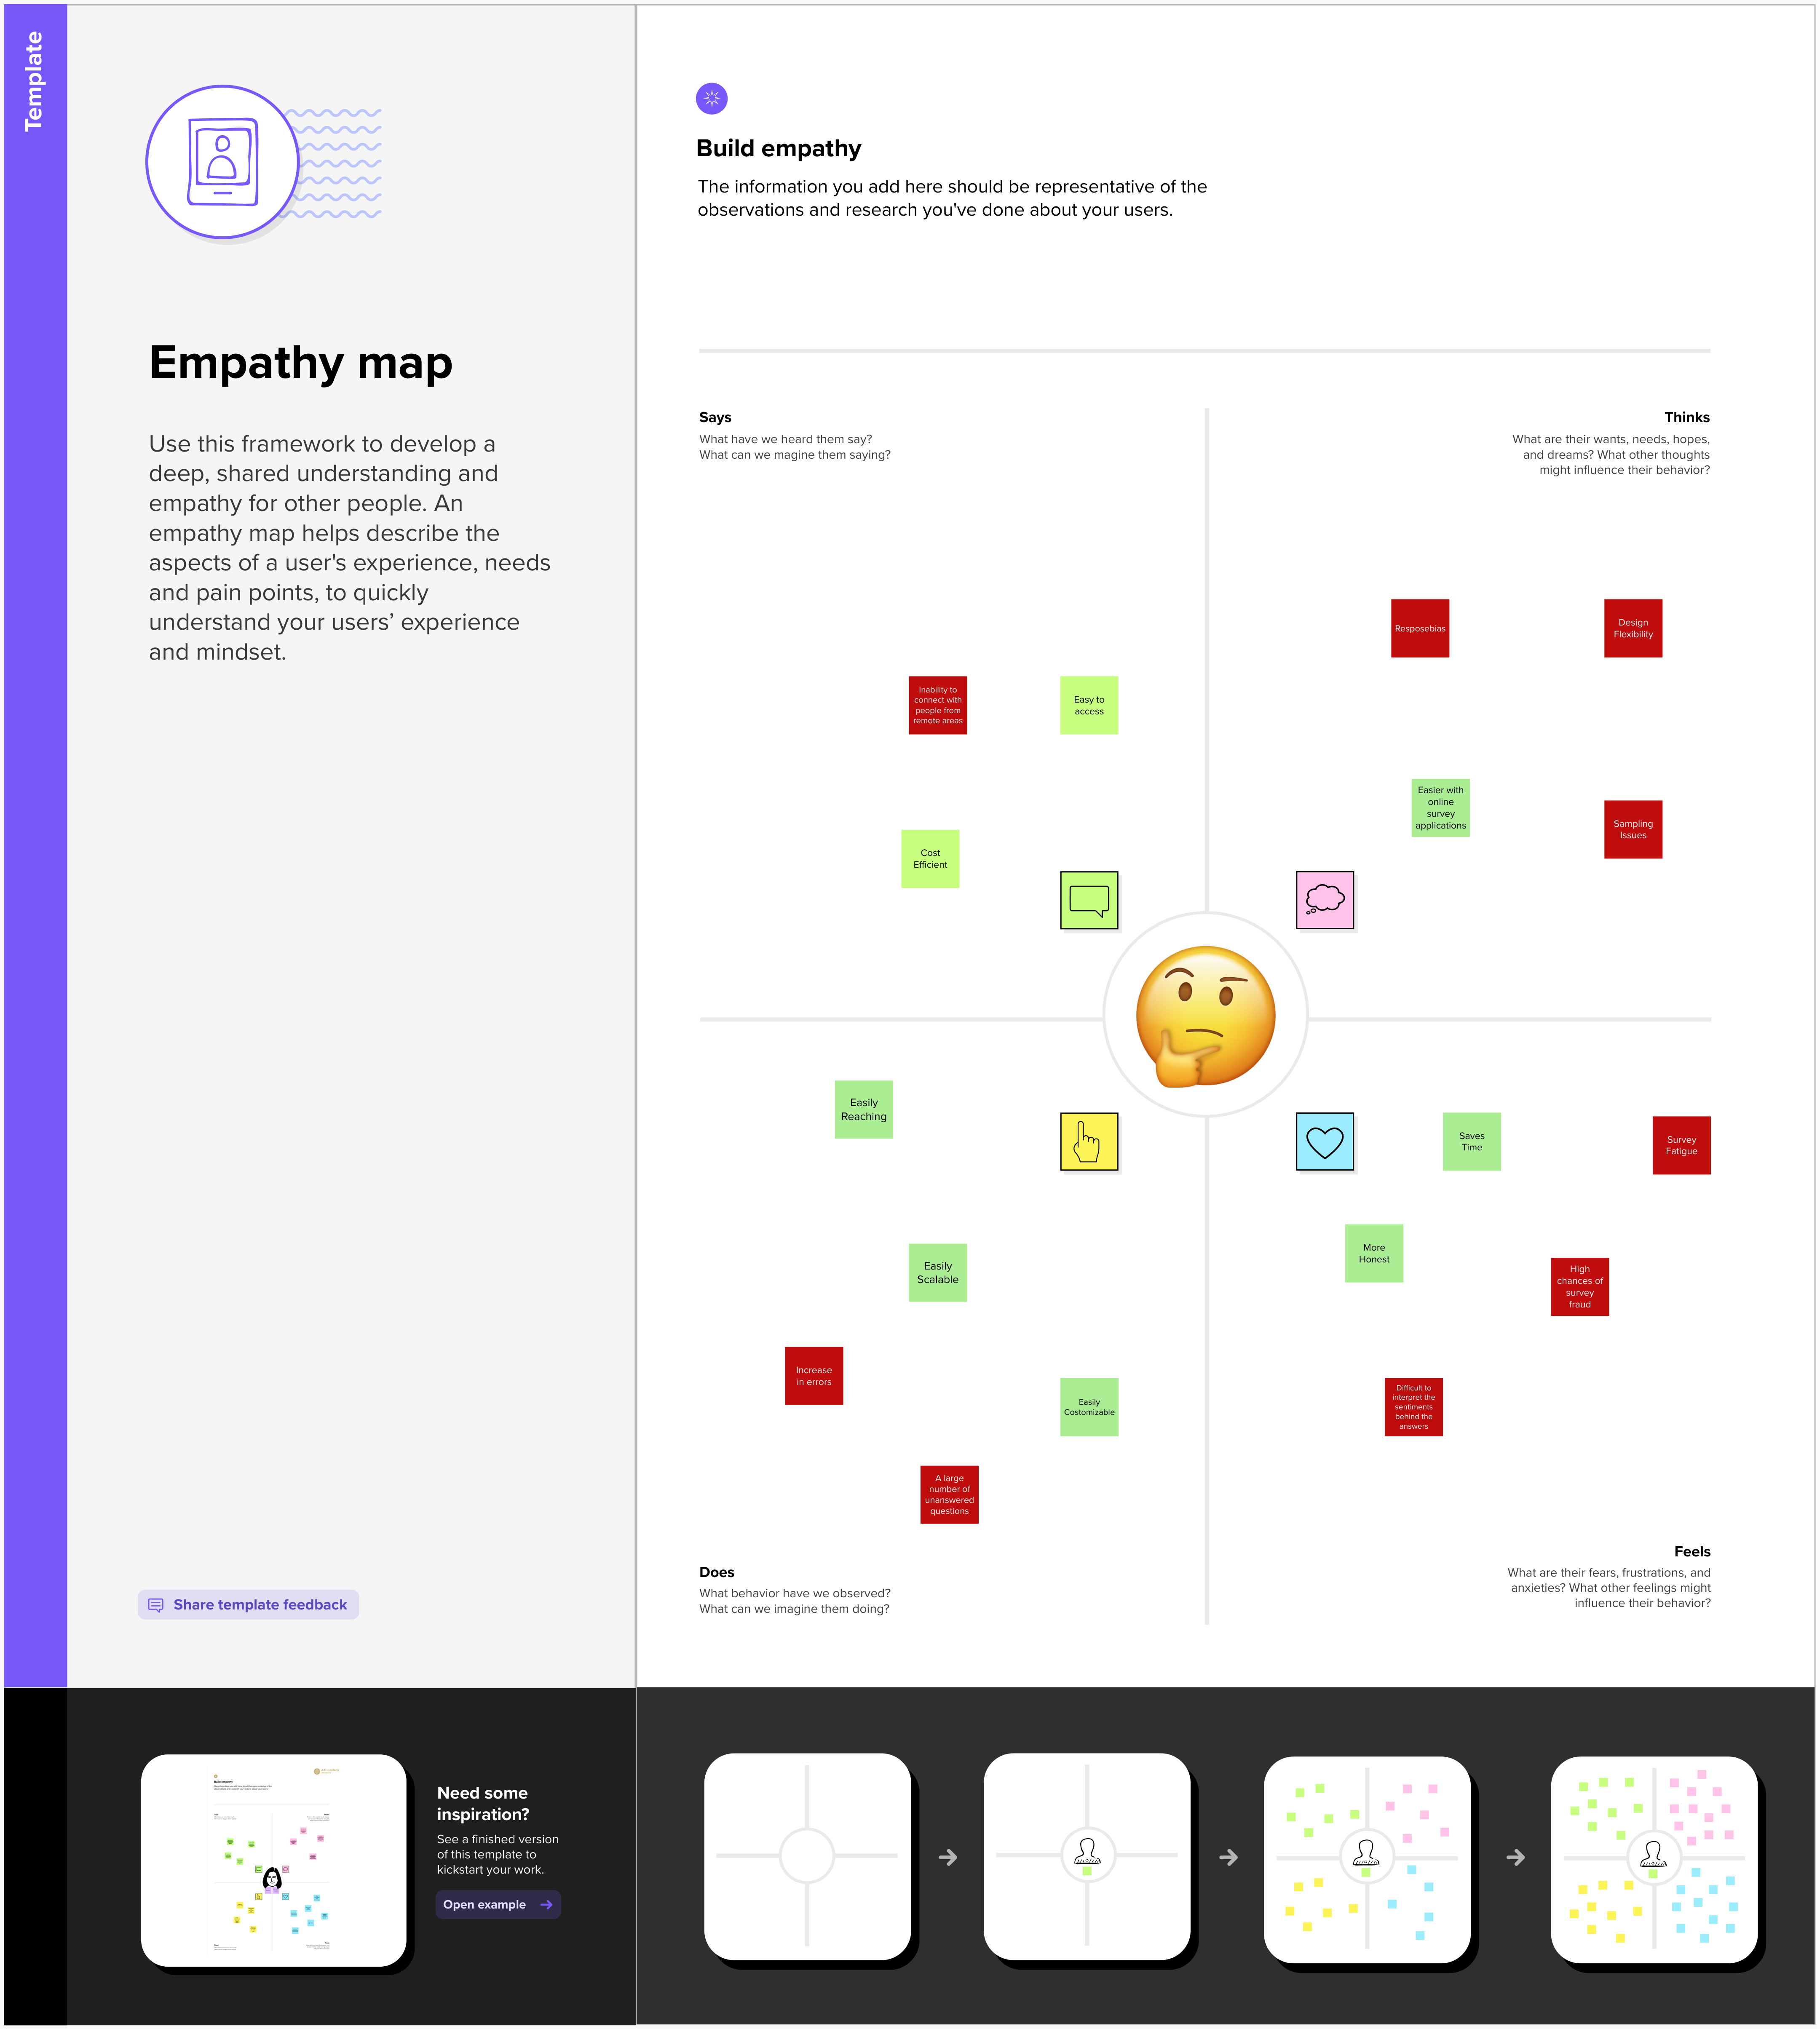 Template
Empathy map
Use this framework to develop a
deep, shared understanding and
empathy for other people. An
empathy map helps describe the
aspects of a user's experience, needs
and pain points, to quickly
understand your users’ experience
and mindset.
Share template feedback
Build empathy
The information you add here should be representative of the
observations and research you've done about your users.
Says
What have we heard them say?
What can we magine them saying?
Inability to
connect with
people from
remote areas
Easy to
access
Cost
Efficient
Thinks
What are their wants, needs, hopes,
and dreams? What other thoughts
might influence their behavior?
Resposebias
Design
Flexibility
Easier with
online
survey
applications
Sampling
Issues
Easily
Reaching
Easily
Scalable
Increase
in errors
Easily
Costomizable
A large
number of
unanswered
questions
Does
What behavior have we observed?
What can we imagine them doing?
Saves
Time
Survey
Fatigue
More
Honest
High
chances of
survey
fraud
Difficult to
interpret the
sentiments
behind the
answers
Feels
What are their fears, frustrations, and
anxieties? What other feelings might
influence their behavior?
Build empathy
Need some
inspiration?
See a finished version
of this template to
kickstart your work.
Open example